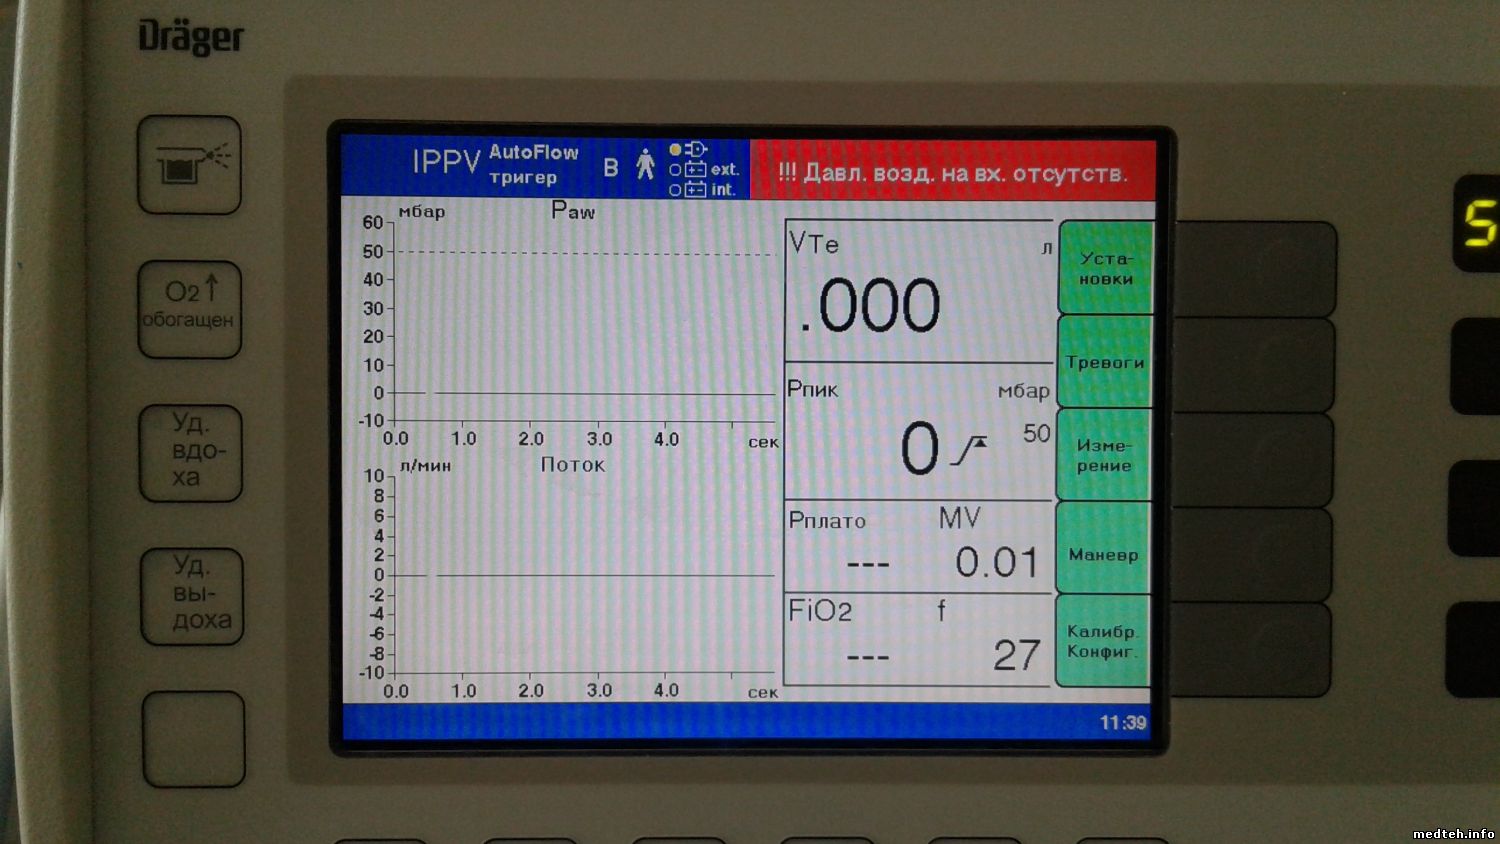 Dräger
IPPV AutoFlow
тригер
B
ext.
int.
!!! Давл. возд. на вх. отсутств.
O2↑
обогащен
Уд.
вдо-
ха
Уд.
вы-
доха
мбар Paw
60
50
40
30
20
10
0
-10
0.0 1.0 2.0 3.0 4.0 сек
л/мин Поток
10
8
6
4
2
0
-2
-4
-6
-8
-10
0.0 1.0 2.0 3.0 4.0 сек
VTe л
.000
Pпик мбар
0 50
Pплато MV
--- 0.01
FiO2 f
--- 27
Уста-
новки
Тревоги
Изме-
рение
Маневр
Калибр.
Конфиг.
11:39
5
medteh.info